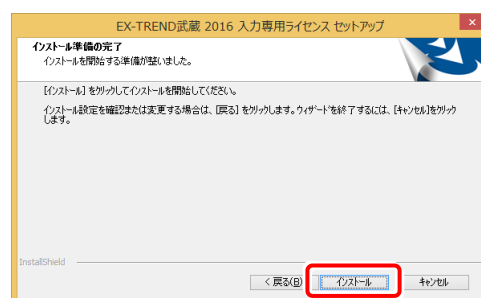 EX-TREND武蔵 2016 入力専用ライセンス セットアップ
インストール準備の完了
インストールを開始する準備が整いました。
[インストール] をクリックしてインストールを開始してください。
インストール設定を確認または変更する場合は、[戻る] をクリックします。ウィザードを終了するには、[キャンセル]をクリック
します。
InstallShield
< 戻る(B)
インストール
キャンセル